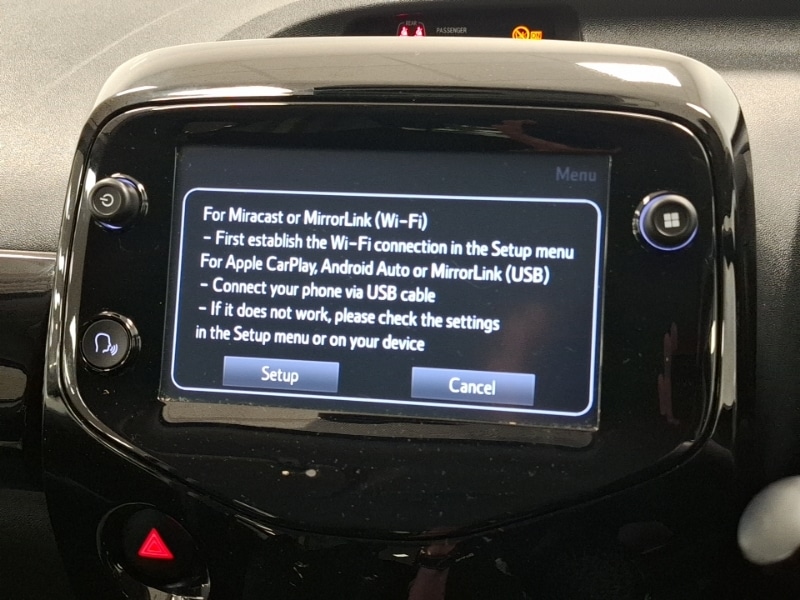 REAR
PASSENGER
ON
Menu
For Miracast or MirrorLink (Wi-Fi)
- First establish the Wi-Fi connection in the Setup menu
For Apple CarPlay, Android Auto or MirrorLink (USB)
- Connect your phone via USB cable
- If it does not work, please check the settings
in the Setup menu or on your device
Setup
Cancel